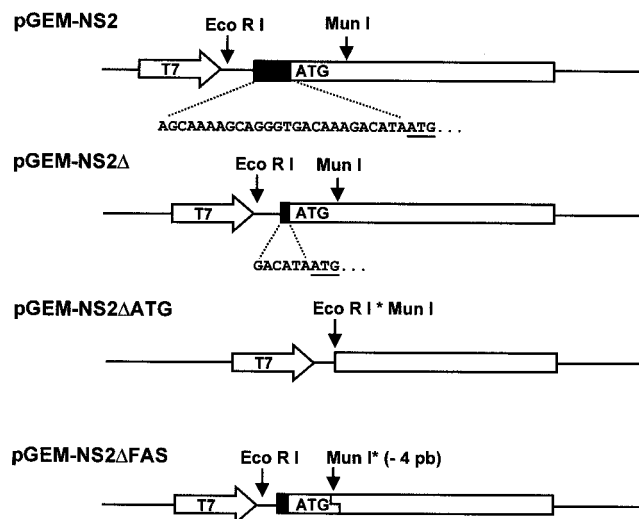 pGEM-NS2
Eco R I
Mun I
T7
ATG
AGCAAAAGCAGGGTGACAAAGACATAATG...
pGEM-NS2Δ
Eco R I
Mun I
T7
ATG
GACATAATG...
pGEM-NS2ΔATG
Eco R I * Mun I
T7
pGEM-NS2ΔFAS
Eco R I
Mun I* (- 4 pb)
T7
ATG